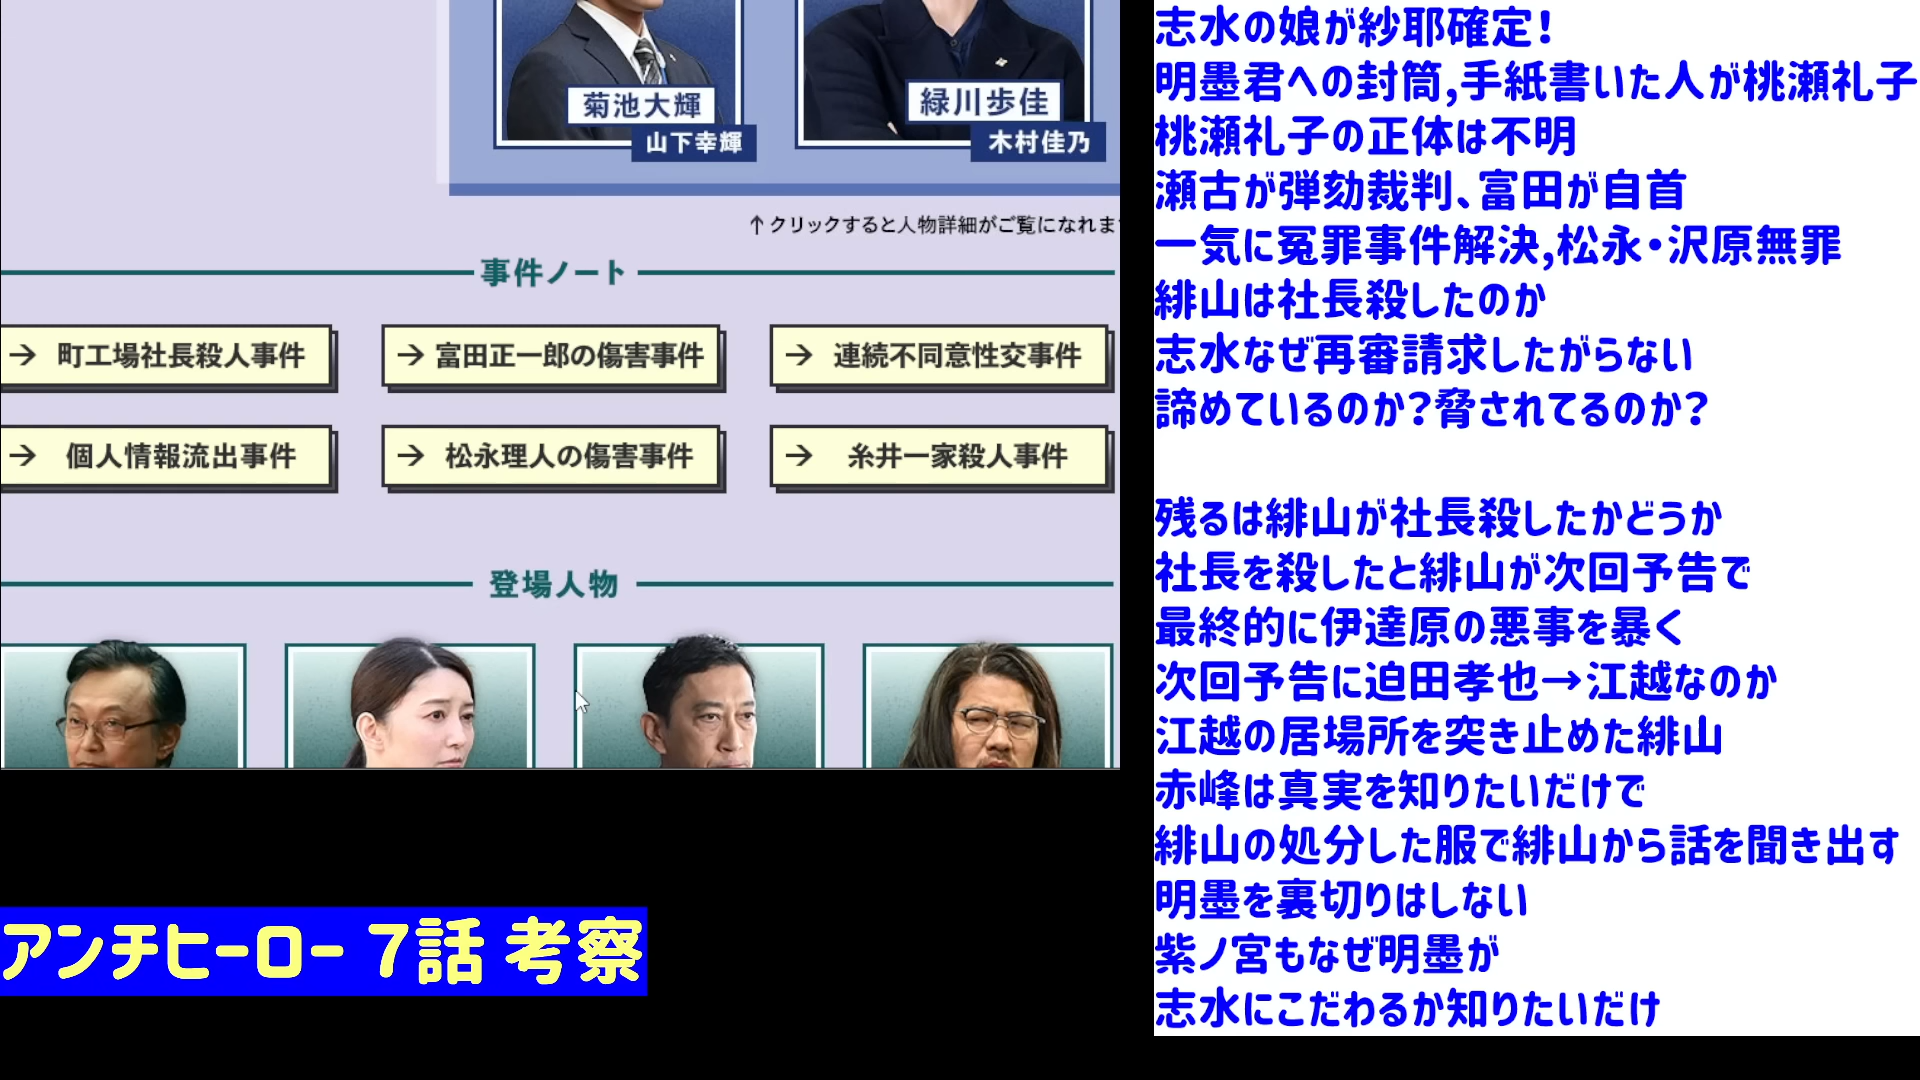 菊池大輝
山下幸輝
緑川歩佳
木村佳乃
↑クリックすると人物詳細がご覧になれま
事件ノート
→ 町工場社長殺人事件
→ 富田正一郎の傷害事件
→ 連続不同意性交事件
→ 個人情報流出事件
→ 松永理人の傷害事件
→ 糸井一家殺人事件
登場人物
アンチヒーロー 7話 考察
志水の娘が紗耶確定!
明墨君への封筒,手紙書いた人が桃瀬礼子
桃瀬礼子の正体は不明
瀬古が弾劾裁判、富田が自首
一気に冤罪事件解決,松永・沢原無罪
緋山は社長殺したのか
志水なぜ再審請求したがらない
諦めているのか?脅されてるのか?
残るは緋山が社長殺したかどうか
社長を殺したと緋山が次回予告で
最終的に伊達原の悪事を暴く
次回予告に迫田孝也→江越なのか
江越の居場所を突き止めた緋山
赤峰は真実を知りたいだけで
緋山の処分した服で緋山から話を聞き出す
明墨を裏切りはしない
紫ノ宮もなぜ明墨が
志水にこだわるか知りたいだけ